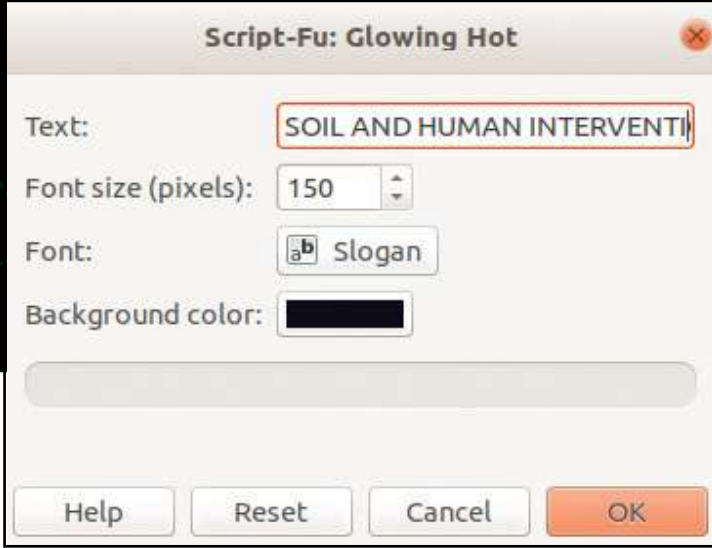 Script-Fu: Glowing Hot
Text: SOIL AND HUMAN INTERVENTI
Font size (pixels): 150
Font: ab Slogan
Background color:
Help Reset Cancel OK